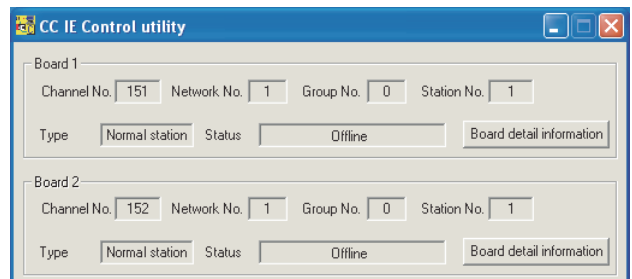 CC IE Control utility
Board 1
Channel No. 151 Network No. 1 Group No. 0 Station No. 1
Type Normal station Status Offline Board detail information
Board 2
Channel No. 152 Network No. 1 Group No. 0 Station No. 1
Type Normal station Status Offline Board detail information